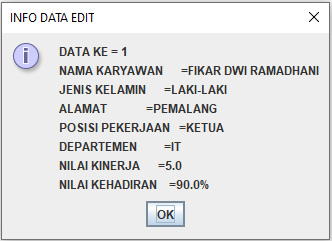 INFO DATA EDIT
DATA KE = 1
NAMA KARYAWAN =FIKAR DWI RAMADHANI
JENIS KELAMIN =LAKI-LAKI
ALAMAT =PEMALANG
POSISI PEKERJAAN =KETUA
DEPARTEMEN =IT
NILAI KINERJA =5.0
NILAI KEHADIRAN =90.0%
OK